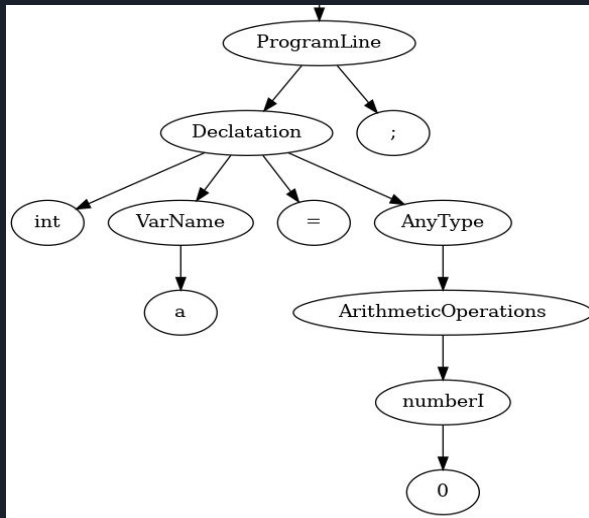 ProgramLine
Declatation ;
int VarName = AnyType
a ArithmeticOperations
numberI
0